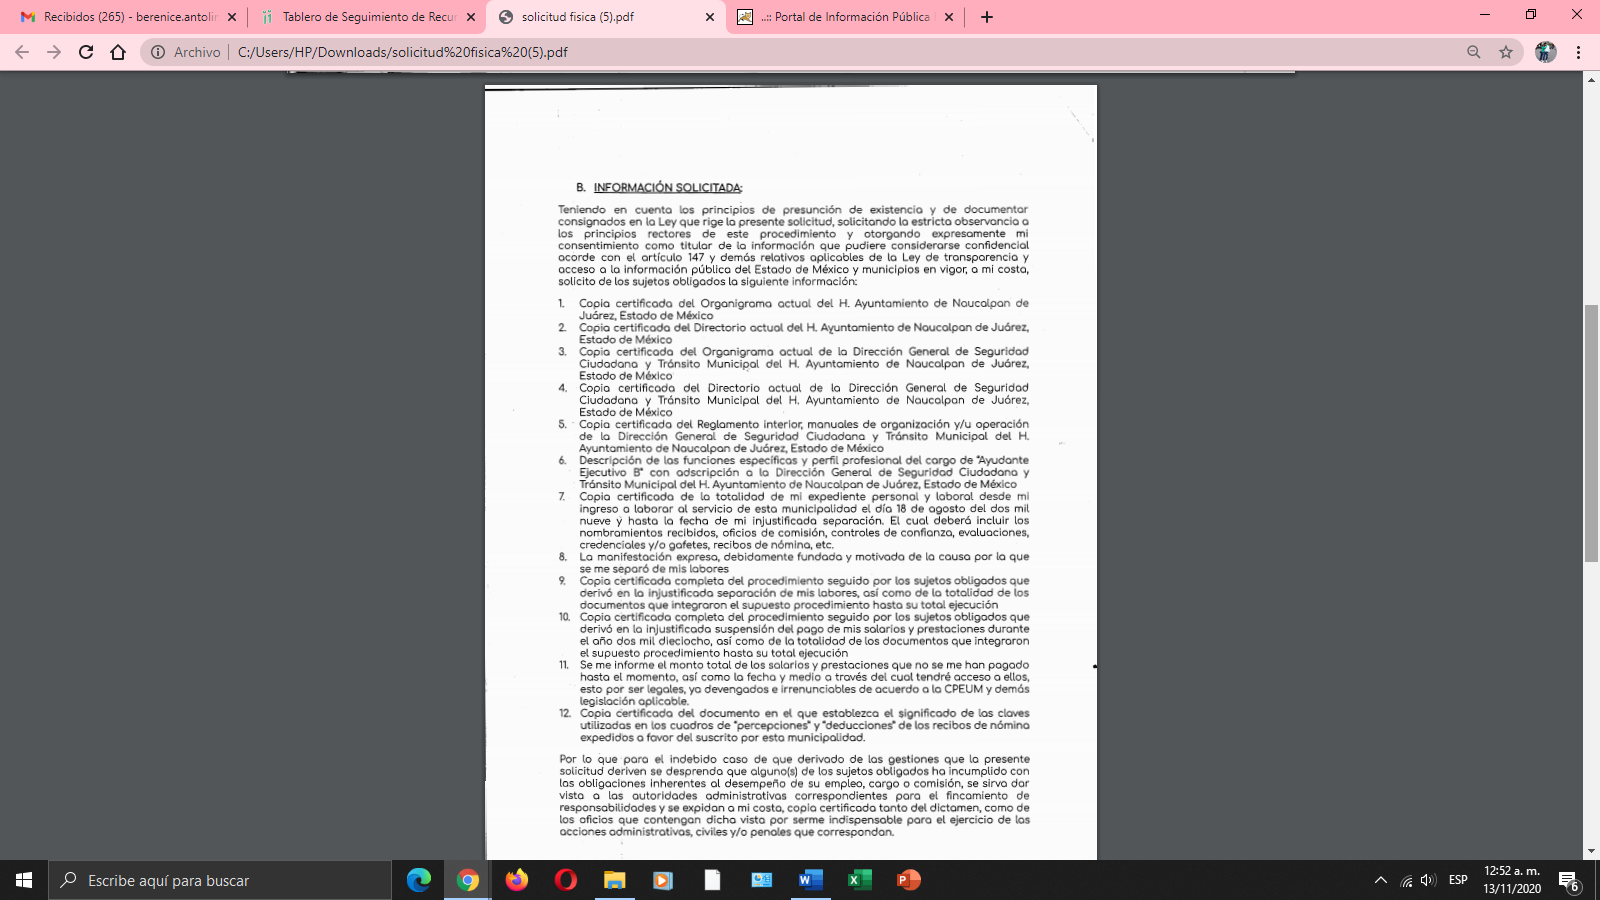 Recibidos (265) - berenice.antolin
Tablero de Seguimiento de Recur
solicitud fisica (5).pdf
..:: Portal de Información Pública
Archivo
C:/Users/HP/Downloads/solicitud%20fisica%20(5).pdf
B. INFORMACIÓN SOLICITADA:
Teniendo en cuenta los principios de presunción de existencia y de documentar
consignados en la Ley que rige la presente solicitud, solicitando la estricta observancia a
los principios rectores de este procedimiento y otorgando expresamente mi
consentimiento como titular de la información que pudiere considerarse confidencial
acorde con el artículo 147 y demás relativos aplicables de la Ley de transparencia y
acceso a la información pública del Estado de México y municipios en vigor, a mi costa,
solicito de los sujetos obligados la siguiente información:
1. Copia certificada del Organigrama actual del H. Ayuntamiento de Naucalpan de
Juárez, Estado de México
2. Copia certificada del Directorio actual del H. Ayuntamiento de Naucalpan de Juárez,
Estado de México
3. Copia certificada del Organigrama actual de la Dirección General de Seguridad
Ciudadana y Tránsito Municipal del H. Ayuntamiento de Naucalpan de Juárez,
Estado de México
4. Copia certificada del Directorio actual de la Dirección General de Seguridad
Ciudadana y Tránsito Municipal del H. Ayuntamiento de Naucalpan de Juárez,
Estado de México
5. Copia certificada del Reglamento interior, manuales de organización y/u operación
de la Dirección General de Seguridad Ciudadana y Tránsito Municipal del H.
Ayuntamiento de Naucalpan de Juárez, Estado de México
6. Descripción de las funciones específicas y perfil profesional del cargo de "Ayudante
Ejecutivo B" con adscripción a la Dirección General de Seguridad Ciudadana y
Tránsito Municipal del H. Ayuntamiento de Naucalpan de Juárez, Estado de México
7. Copia certificada de la totalidad de mi expediente personal y laboral desde mi
ingreso a laborar al servicio de esta municipalidad el día 18 de agosto del dos mil
nueve y hasta la fecha de mi injustificada separación. El cual deberá incluir los
nombramientos recibidos, oficios de comisión, controles de confianza, evaluaciones,
credenciales y/o gafetes, recibos de nómina, etc.
8. La manifestación expresa, debidamente fundada y motivada de la causa por la que
se me separó de mis labores
9. Copia certificada completa del procedimiento seguido por los sujetos obligados que
derivó en la injustificada separación de mis labores, así como de la totalidad de los
documentos que integraron el supuesto procedimiento hasta su total ejecución
10. Copia certificada completa del procedimiento seguido por los sujetos obligados que
derivó en la injustificada suspensión del pago de mis salarios y prestaciones durante
el año dos mil dieciocho, así como de la totalidad de los documentos que integraron
el supuesto procedimiento hasta su total ejecución
11. Se me informe el monto total de los salarios y prestaciones que no se me han pagado
hasta el momento, así como la fecha y medio a través del cual tendré acceso a ellos,
esto por ser legales, ya devengados e irrenunciables de acuerdo a la CPEUM y demás
legislación aplicable.
12. Copia certificada del documento en el que establezca el significado de las claves
utilizadas en los cuadros de "percepciones" y "deducciones" de los recibos de nómina
expedidos a favor del suscrito por esta municipalidad.
Por lo que para el indebido caso de que derivado de las gestiones que la presente
solicitud deriven se desprenda que alguno(s) de los sujetos obligados ha incumplido con
las obligaciones inherentes al desempeño de su empleo, cargo o comisión, se sirva dar
vista a las autoridades administrativas correspondientes para el fincamiento de
responsabilidades y se expidan a mi costa, copia certificada tanto del dictamen, como de
los oficios que contengan dicha vista por serme indispensable para el ejercicio de las
acciones administrativas, civiles y/o penales que correspondan.
Escribe aquí para buscar
ESP
12:52 a. m.
13/11/2020
6